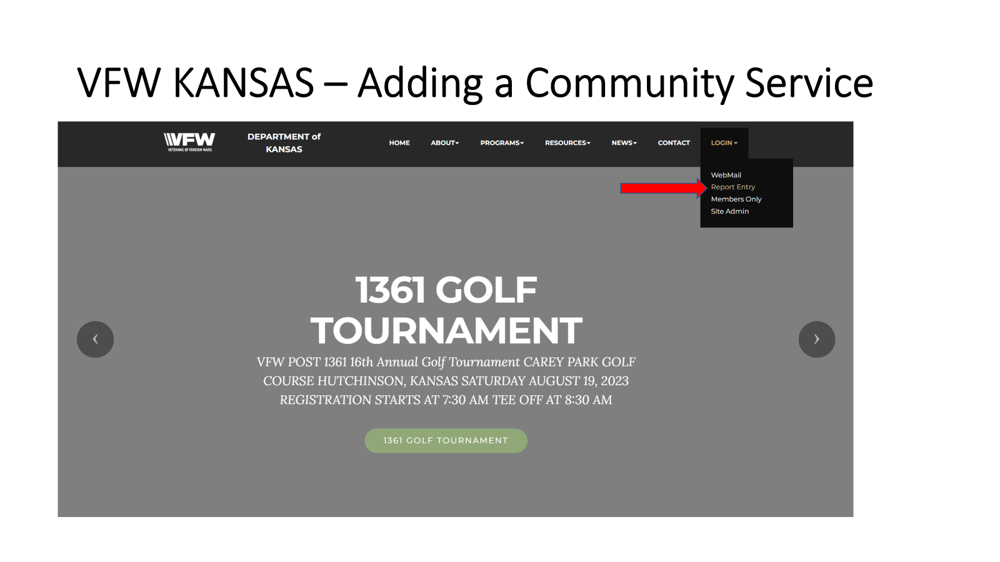 VFW KANSAS – Adding a Community Service
VFW
VETERANS OF FOREIGN WARS.
DEPARTMENT of
KANSAS
HOME ABOUT PROGRAMS RESOURCES NEWS CONTACT LOGIN
WebMail
Report Entry
Members Only
Site Admin
1361 GOLF
TOURNAMENT
VFW POST 1361 16th Annual Golf Tournament CAREY PARK GOLF
COURSE HUTCHINSON, KANSAS SATURDAY AUGUST 19, 2023
REGISTRATION STARTS AT 7:30 AM TEE OFF AT 8:30 AM
1361 GOLF TOURNAMENT